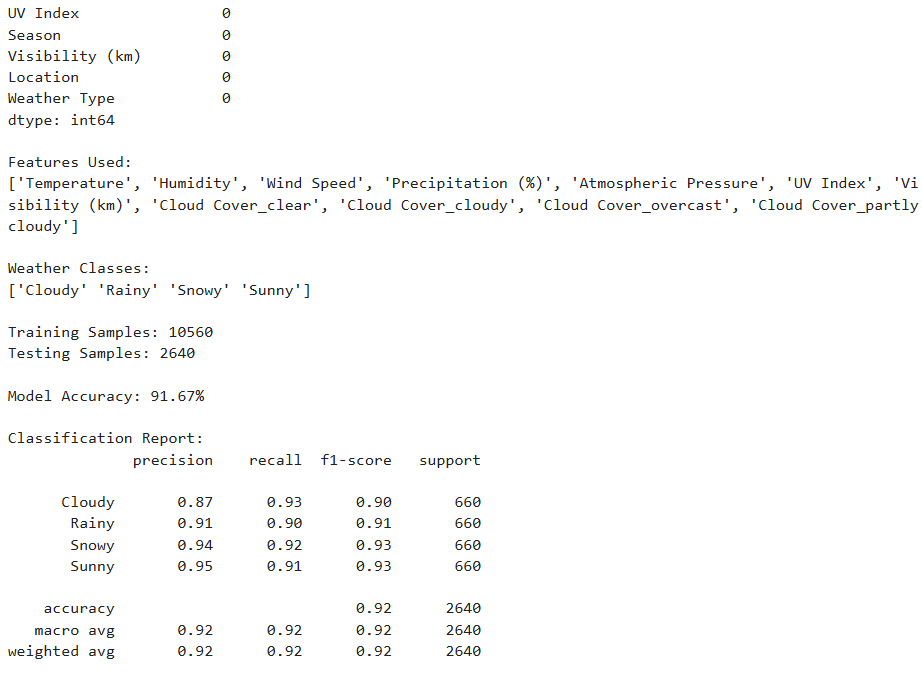 UV Index 0
Season 0
Visibility (km) 0
Location 0
Weather Type 0
dtype: int64
Features Used:
['Temperature', 'Humidity', 'Wind Speed', 'Precipitation (%)', 'Atmospheric Pressure', 'UV Index', 'Vi
sibility (km)', 'Cloud Cover_clear', 'Cloud Cover_cloudy', 'Cloud Cover_overcast', 'Cloud Cover_partly
cloudy']
Weather Classes:
['Cloudy' 'Rainy' 'Snowy' 'Sunny']
Training Samples: 10560
Testing Samples: 2640
Model Accuracy: 91.67%
Classification Report:
precision recall f1-score support
Cloudy 0.87 0.93 0.90 660
Rainy 0.91 0.90 0.91 660
Snowy 0.94 0.92 0.93 660
Sunny 0.95 0.91 0.93 660
accuracy 0.92 2640
macro avg 0.92 0.92 0.92 2640
weighted avg 0.92 0.92 0.92 2640